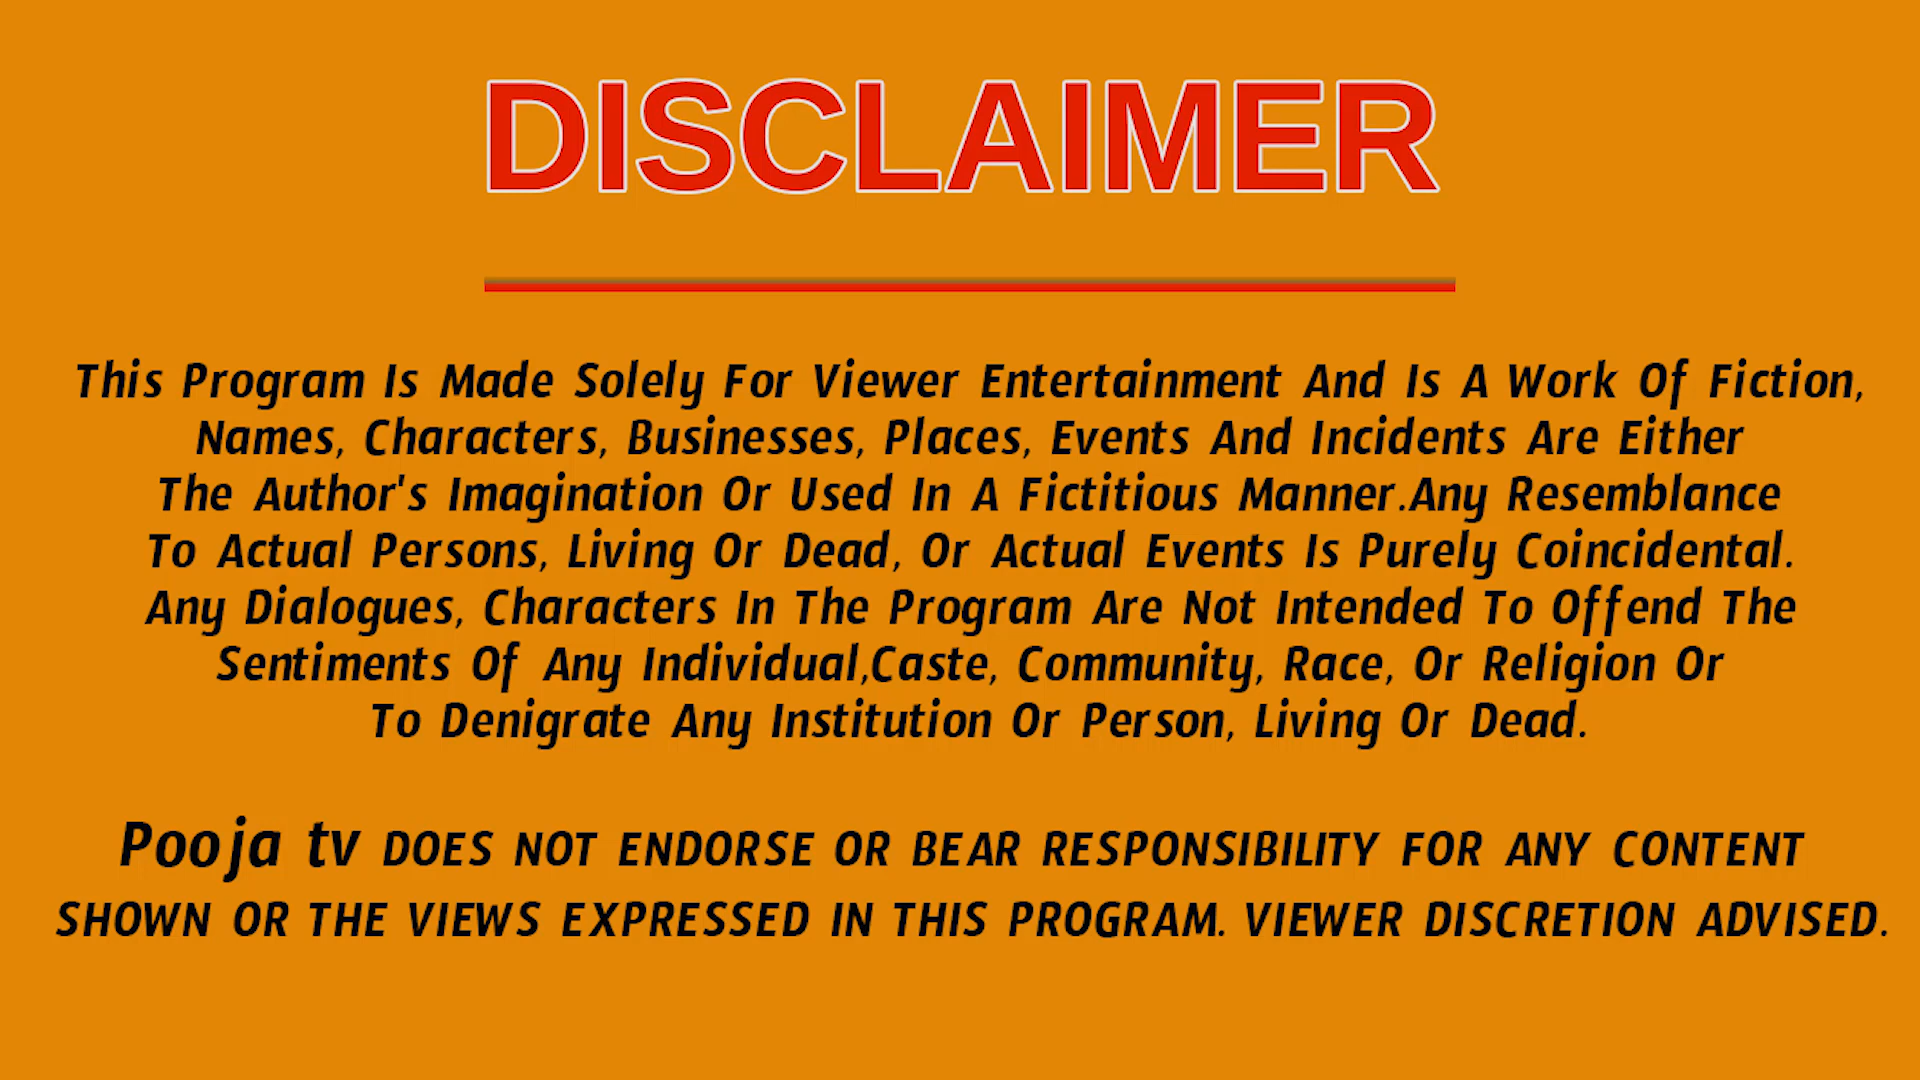 DISCLAIMER
This Program Is Made Solely For Viewer Entertainment And Is A Work Of Fiction,
Names, Characters, Businesses, Places, Events And Incidents Are Either
The Author's Imagination Or Used In A Fictitious Manner.Any Resemblance
To Actual Persons, Living Or Dead, Or Actual Events Is Purely Coincidental.
Any Dialogues, Characters In The Program Are Not Intended To Offend The
Sentiments Of Any Individual,Caste, Community, Race, Or Religion Or
To Denigrate Any Institution Or Person, Living Or Dead.
Pooja tv DOES NOT ENDORSE OR BEAR RESPONSIBILITY FOR ANY CONTENT
SHOWN OR THE VIEWS EXPRESSED IN THIS PROGRAM. VIEWER DISCRETION ADVISED.